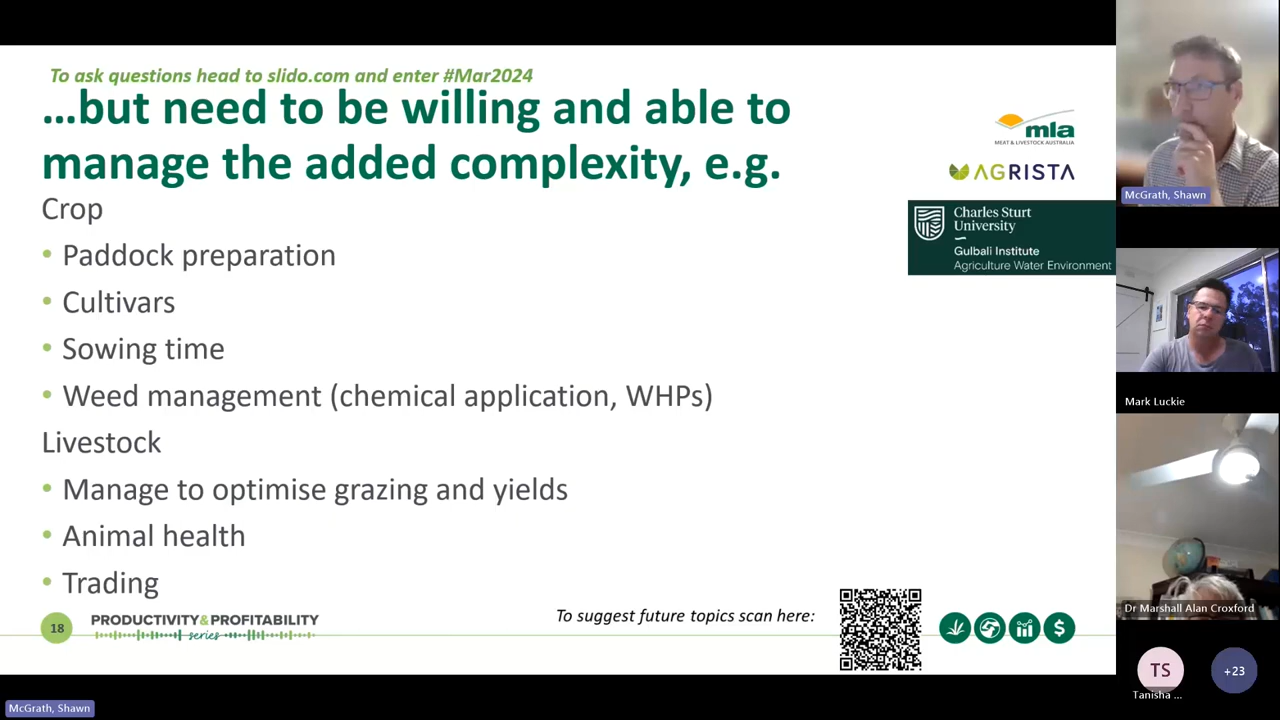 To ask questions head to slido.com and enter #Mar2024
…but need to be willing and able to
manage the added complexity, e.g.
Crop
• Paddock preparation
• Cultivars
• Sowing time
• Weed management (chemical application, WHPs)
Livestock
• Manage to optimise grazing and yields
• Animal health
• Trading
mla
MEAT & LIVESTOCK AUSTRALIA
AGRISTA
Charles Sturt
University
Gulbali Institute
Agriculture Water Environment
18
PRODUCTIVITY&PROFITABILITY
series
To suggest future topics scan here:
$
McGrath, Shawn
Mark Luckie
Dr Marshall Alan Croxford
TS
Tanisha ...
+23
McGrath, Shawn